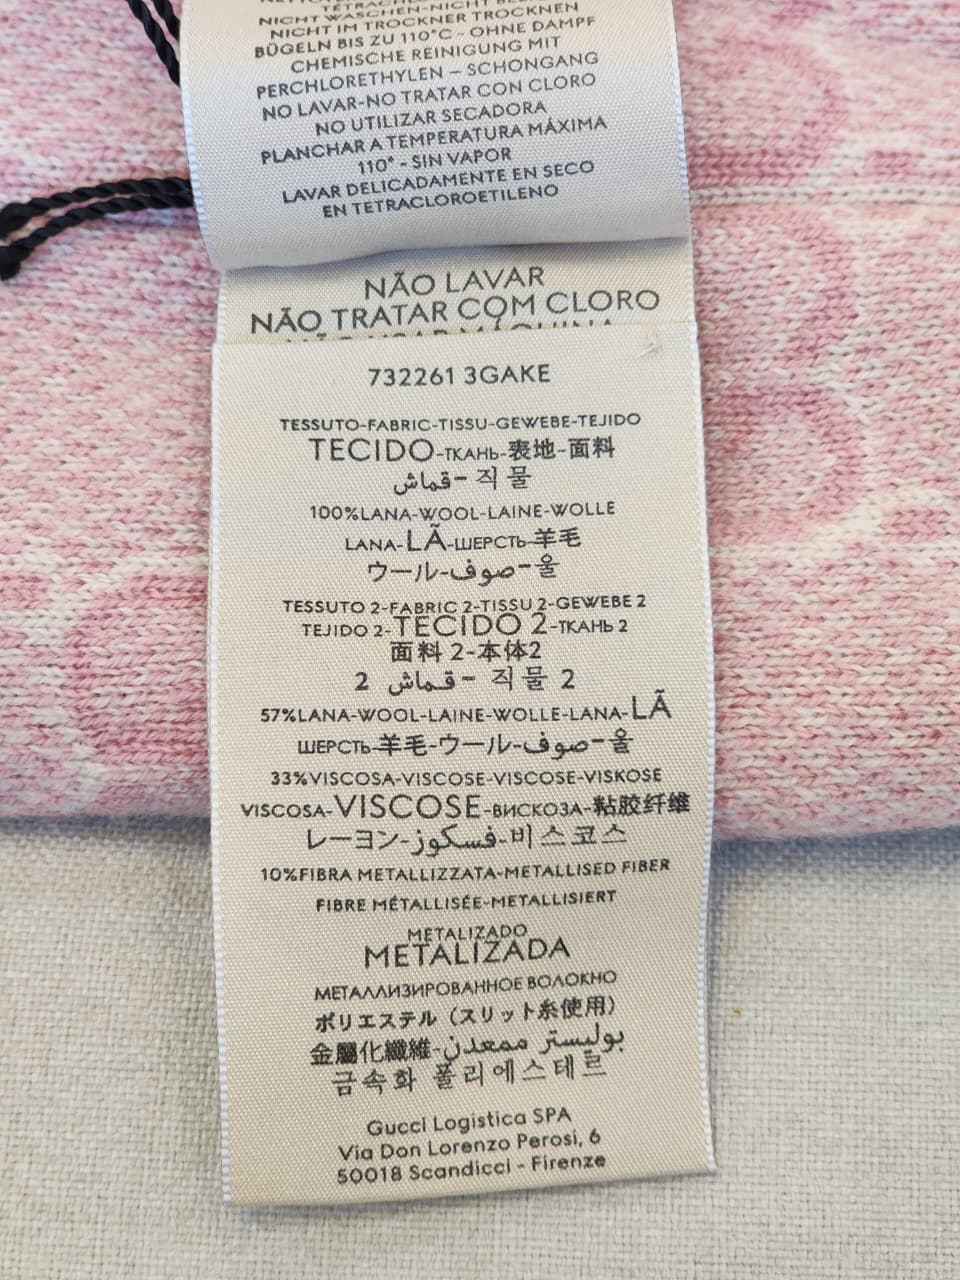 TÉTRACHLO
NICHT WASCHEN-NICHT
NICHT IM TROCKNER TROCKNEN
BÜGELN BIS ZU 110°C - OHNE DAMPF
CHEMISCHE REINIGUNG MIT
PERCHLORETHYLEN – SCHONGANG
NO LAVAR-NO TRATAR CON CLORO
NO UTILIZAR SECADORA
PLANCHAR A TEMPERATURA MÁXIMA
110° - SIN VAPOR
LAVAR DELICADAMENTE EN SECO
EN TETRACLOROETILENO
NÃO LAVAR
NÃO TRATAR COM CLORO
NÃO USAR MÁQUINA
732261 3GAKE
TESSUTO-FABRIC-TISSU-GEWEBE-TEJIDO
TECIDO-ТКАНЬ-表地-面料
직물-قماش
100%LANA-WOOL-LAINE-WOLLE
LANA-LÃ-ШЕРСТЬ-羊毛
ウール-صوف-울
TESSUTO 2-FABRIC 2-TISSU 2-GEWEBE 2
TEJIDO 2-TECIDO 2-ТКАНЬ 2
面料 2-本体2
2 قماش - 직물 2
57%LANA-WOOL-LAINE-WOLLE-LANA-LÃ
ШЕРСТЬ-羊毛-ウール-صوف-울
33%VISCOSA-VISCOSE-VISCOSE-VISKOSE
VISCOSA-VISCOSE-ВИСКОЗА-粘胶纤维
レーヨン-فسكوز-비스코스
10%FIBRA METALLIZZATA-METALLISED FIBER
FIBRE MÉTALLISÉE-METALLISIERT
METALIZADO
METALIZADA
МЕТАЛЛИЗИРОВАННОЕ ВОЛОКНО
ポリエステル（スリット糸使用）
金屬化纖維-بوليستر ممعدن
금속화 폴리에스테르
Gucci Logistica SPA
Via Don Lorenzo Perosi, 6
50018 Scandicci - Firenze